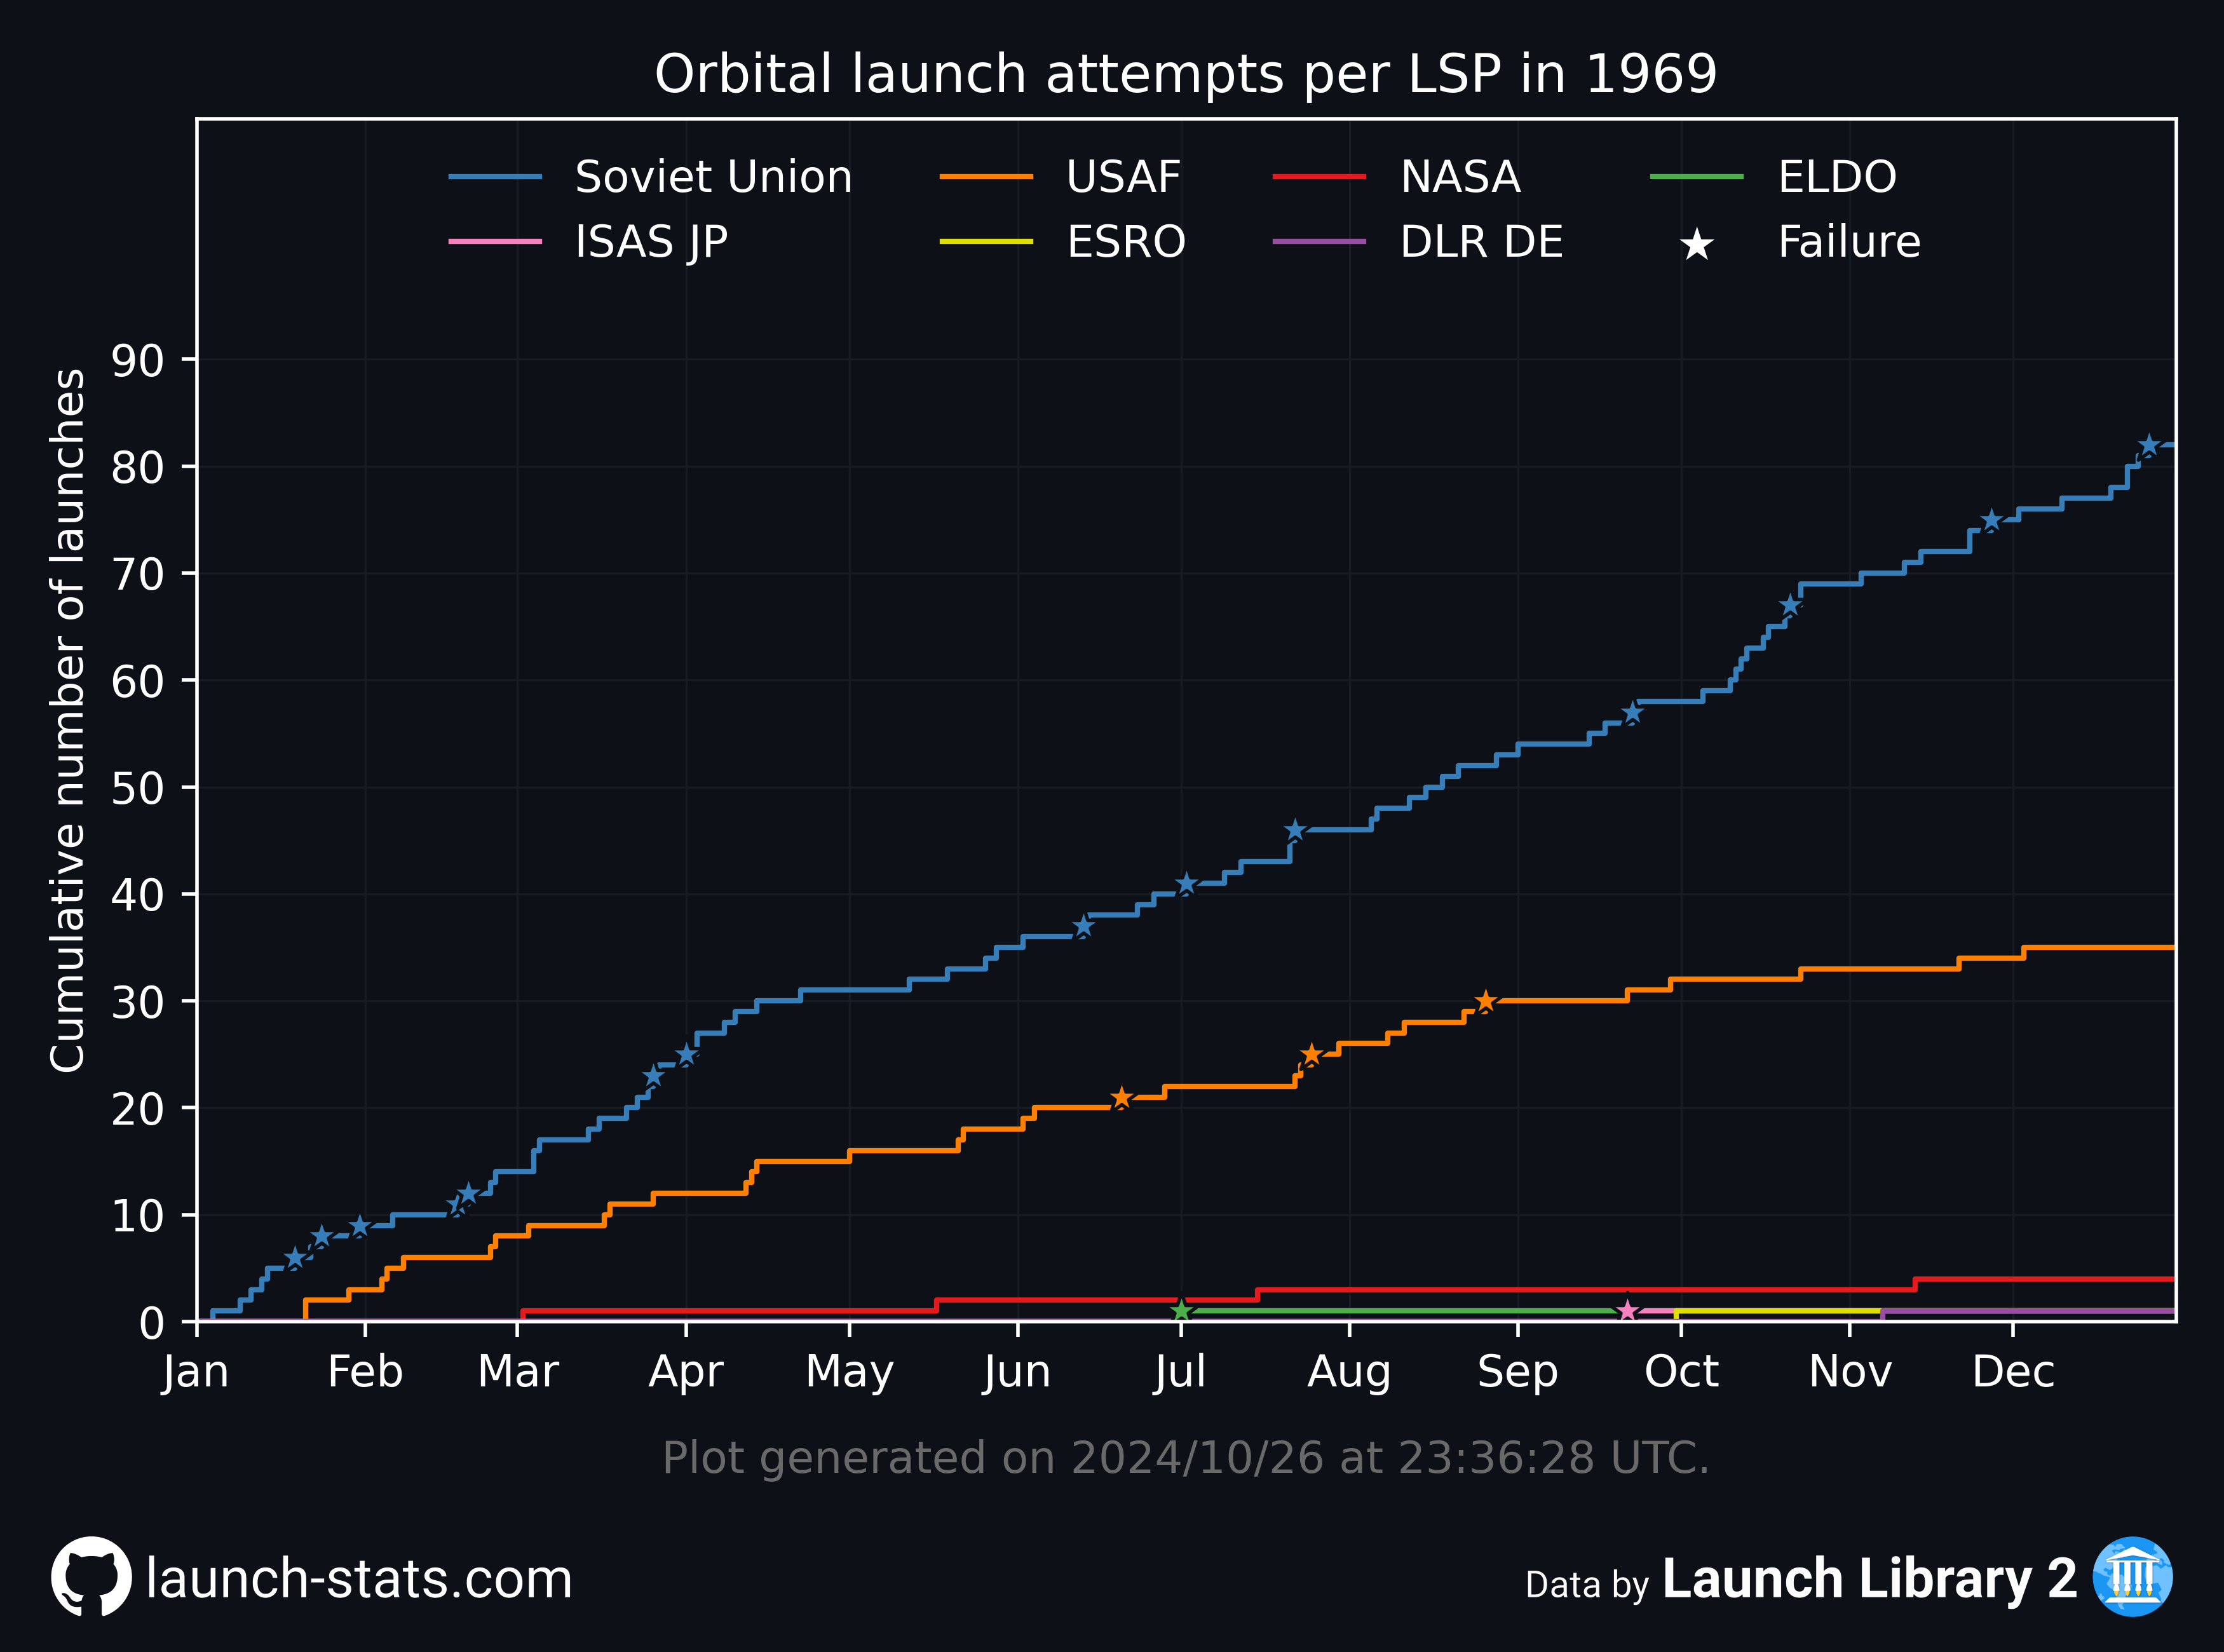 Orbital launch attempts per LSP in 1969
Soviet Union USAF NASA ELDO
ISAS JP ESRO DLR DE Failure
Cumulative number of launches
90
80
70
60
50
40
30
20
10
0
Jan Feb Mar Apr May Jun Jul Aug Sep Oct Nov Dec
Plot generated on 2024/10/26 at 23:36:28 UTC.
launch-stats.com
Data by Launch Library 2